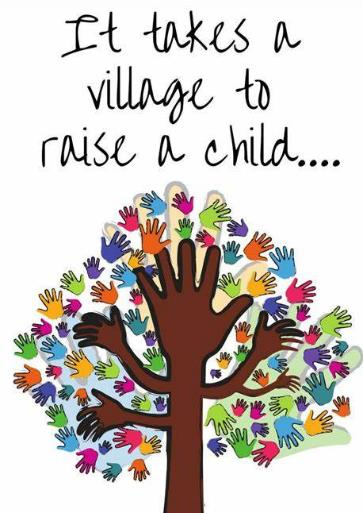 It takes a
village to
raise a child....